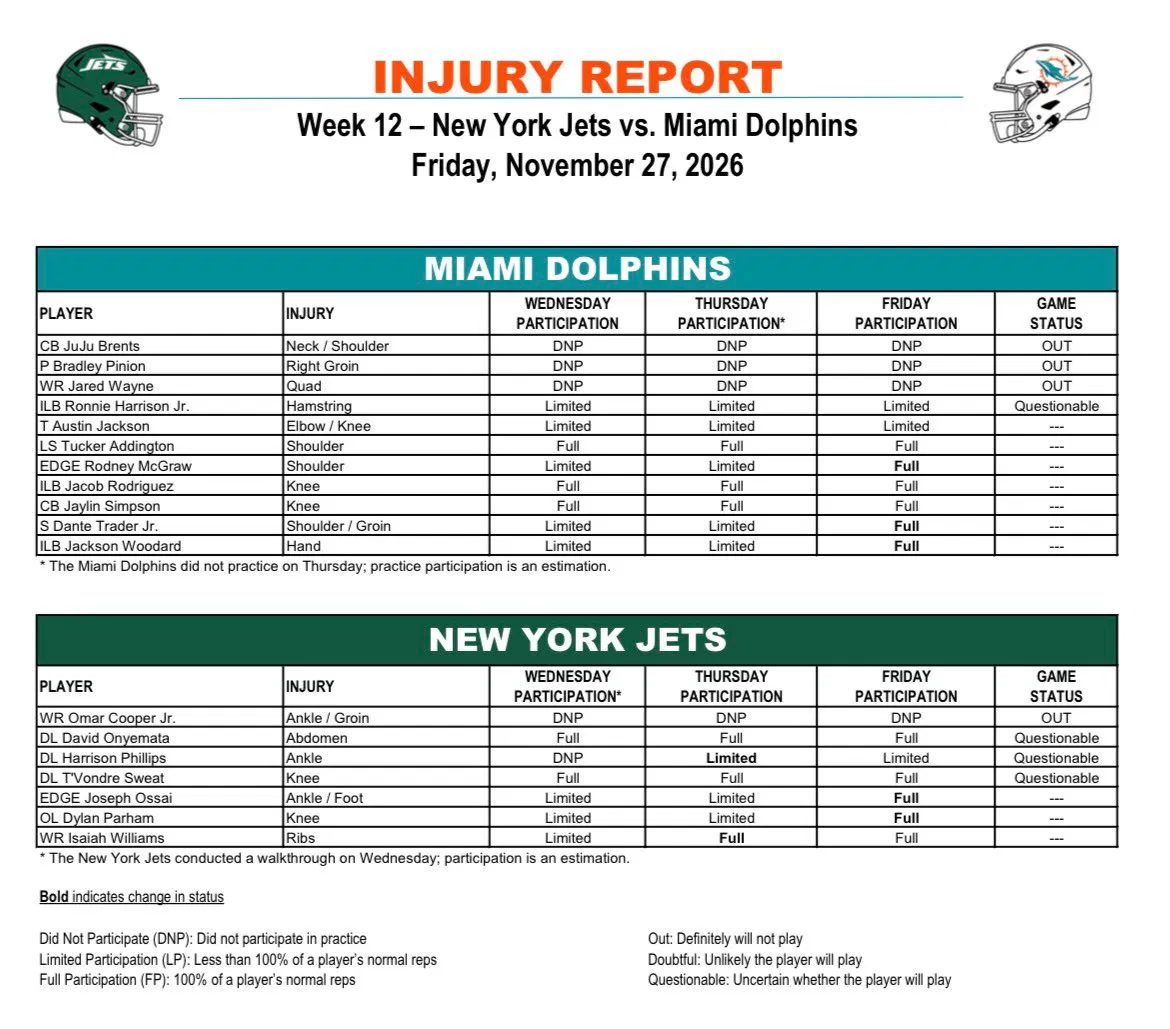 JETS
INJURY REPORT
Week 12 – New York Jets vs. Miami Dolphins
Friday, November 27, 2026
MIAMI DOLPHINS
PLAYER INJURY WEDNESDAY PARTICIPATION THURSDAY PARTICIPATION* FRIDAY PARTICIPATION GAME STATUS
CB JuJu Brents Neck / Shoulder DNP DNP DNP OUT
P Bradley Pinion Right Groin DNP DNP DNP OUT
WR Jared Wayne Quad DNP DNP DNP OUT
ILB Ronnie Harrison Jr. Hamstring Limited Limited Limited Questionable
T Austin Jackson Elbow / Knee Limited Limited Limited ---
LS Tucker Addington Shoulder Full Full Full ---
EDGE Rodney McGraw Shoulder Limited Limited Full ---
ILB Jacob Rodriguez Knee Full Full Full ---
CB Jaylin Simpson Knee Full Full Full ---
S Dante Trader Jr. Shoulder / Groin Limited Limited Full ---
ILB Jackson Woodard Hand Limited Limited Full ---
* The Miami Dolphins did not practice on Thursday; practice participation is an estimation.
NEW YORK JETS
PLAYER INJURY WEDNESDAY PARTICIPATION* THURSDAY PARTICIPATION FRIDAY PARTICIPATION GAME STATUS
WR Omar Cooper Jr. Ankle / Groin DNP DNP DNP OUT
DL David Onyemata Abdomen Full Full Full Questionable
DL Harrison Phillips Ankle DNP Limited Limited Questionable
DL T'Vondre Sweat Knee Full Full Full Questionable
EDGE Joseph Ossai Ankle / Foot Limited Limited Full ---
OL Dylan Parham Knee Limited Limited Full ---
WR Isaiah Williams Ribs Limited Full Full ---
* The New York Jets conducted a walkthrough on Wednesday; participation is an estimation.
Bold indicates change in status
Did Not Participate (DNP): Did not participate in practice
Limited Participation (LP): Less than 100% of a player's normal reps
Full Participation (FP): 100% of a player's normal reps
Out: Definitely will not play
Doubtful: Unlikely the player will play
Questionable: Uncertain whether the player will play